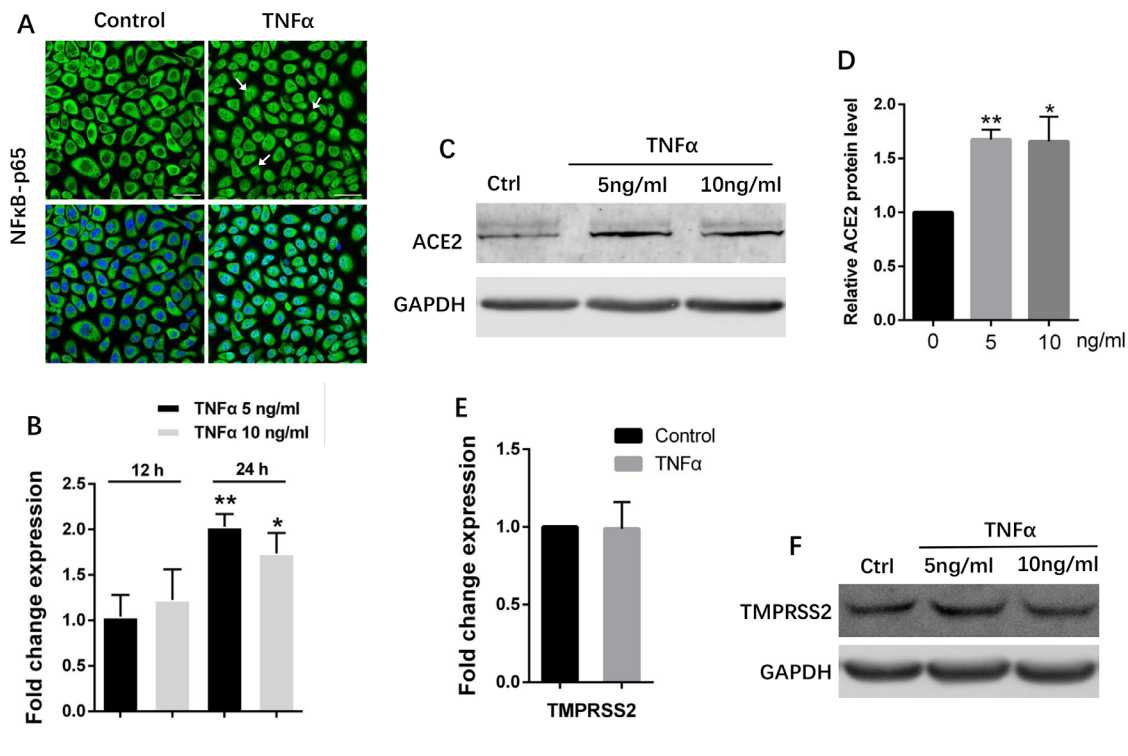 A
Control
TNFα
NFκB-p65
B
TNFα 5 ng/ml
TNFα 10 ng/ml
12 h
24 h
**
*
Fold change expression
2.5
2.0
1.5
1.0
0.5
0.0
C
TNFα
Ctrl
5ng/ml
10ng/ml
ACE2
GAPDH
D
Relative ACE2 protein level
2.0
1.5
1.0
0.5
0.0
**
*
0
5
10
ng/ml
E
Control
TNFα
Fold change expression
1.5
1.0
0.5
0.0
TMPRSS2
F
TNFα
Ctrl
5ng/ml
10ng/ml
TMPRSS2
GAPDH